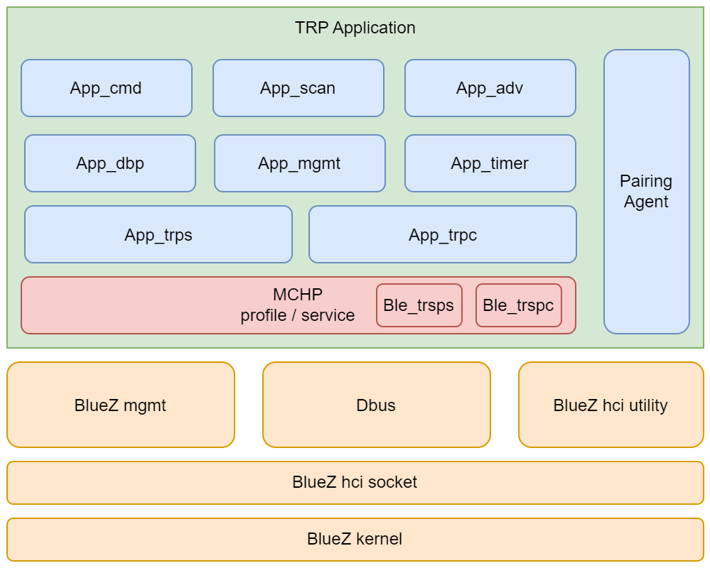 TRP Application
App_cmd
App_scan
App_adv
App_dbp
App_mgmt
App_timer
Pairing
Agent
App_trps
App_trpc
MCHP
profile / service
Ble_trsps
Ble_trspc
BlueZ mgmt
Dbus
BlueZ hci utility
BlueZ hci socket
BlueZ kernel